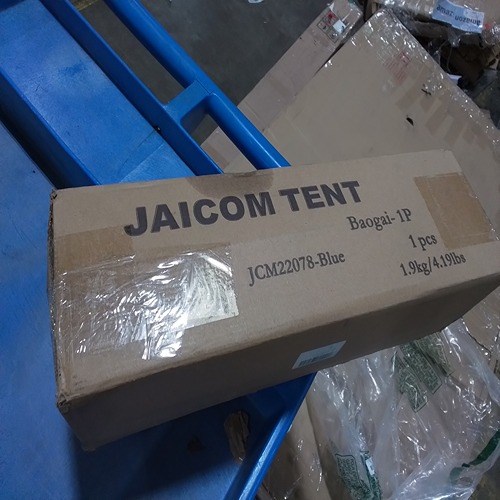 JAICOM TENT
Baogai- 1P
1 pcs
JCM22078-Blue
1.9kg/4.19lbs